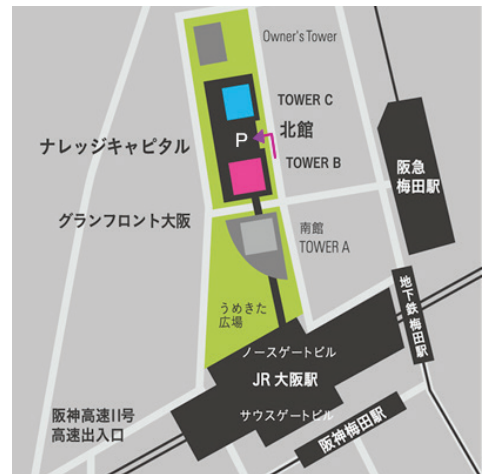 Owner's Tower
TOWER C
北館
P
ナレッジキャピタル
TOWER B
阪急
梅田駅
グランフロント大阪
南館
TOWER A
うめきた
広場
地下鉄 梅田駅
ノースゲートビル
JR 大阪駅
サウスゲートビル
阪神高速11号
高速出入口
阪神梅田駅